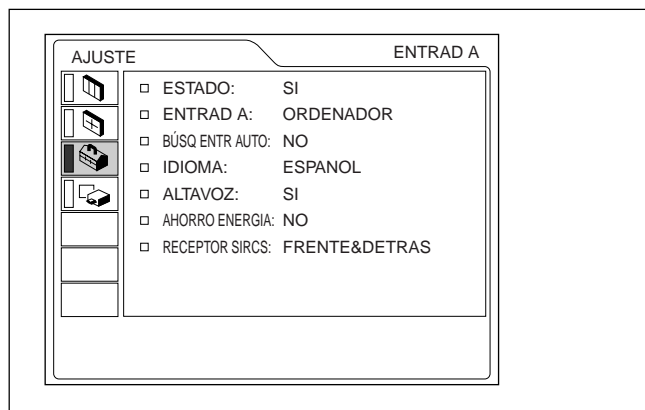 AJUSTE ENTRAD A
ESTADO: SI
ENTRAD A: ORDENADOR
BÚSQ ENTR AUTO: NO
IDIOMA: ESPANOL
ALTAVOZ: SI
AHORRO ENERGIA: NO
RECEPTOR SIRCS: FRENTE&DETRAS